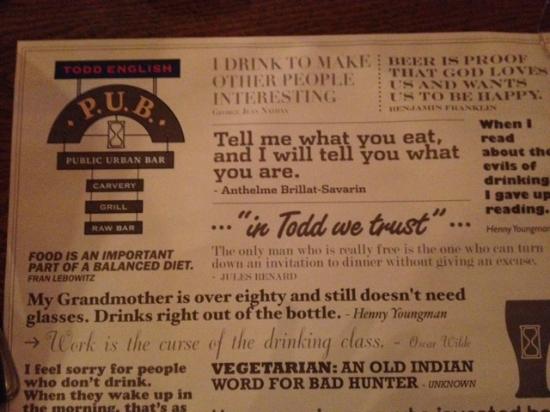 TODD ENGLISH
P.U.B.
PUBLIC URBAN BAR
CARVERY
GRILL
RAW BAR
I DRINK TO MAKE
OTHER PEOPLE
INTERESTING
GEORGE JEAN NATHAN
BEER IS PROOF
THAT GOD LOVES
US AND WANTS
US TO BE HAPPY.
BENJAMIN FRANKLIN
Tell me what you eat,
and I will tell you what
you are.
- Anthelme Brillat-Savarin
When I
read
about the
evils of
drinking
I gave up
reading.
Henny Youngman
... "in Todd we trust" ...
FOOD IS AN IMPORTANT
PART OF A BALANCED DIET.
FRAN LEBOWITZ
The only man who is really free is the one who can turn
down an invitation to dinner without giving an excuse.
- JULES RENARD
My Grandmother is over eighty and still doesn't need
glasses. Drinks right out of the bottle. - Henny Youngman
→ Work is the curse of the drinking class. - Oscar Wilde
I feel sorry for people
who don't drink.
When they wake up in
the morning, that's as
VEGETARIAN: AN OLD INDIAN
WORD FOR BAD HUNTER - UNKNOWN